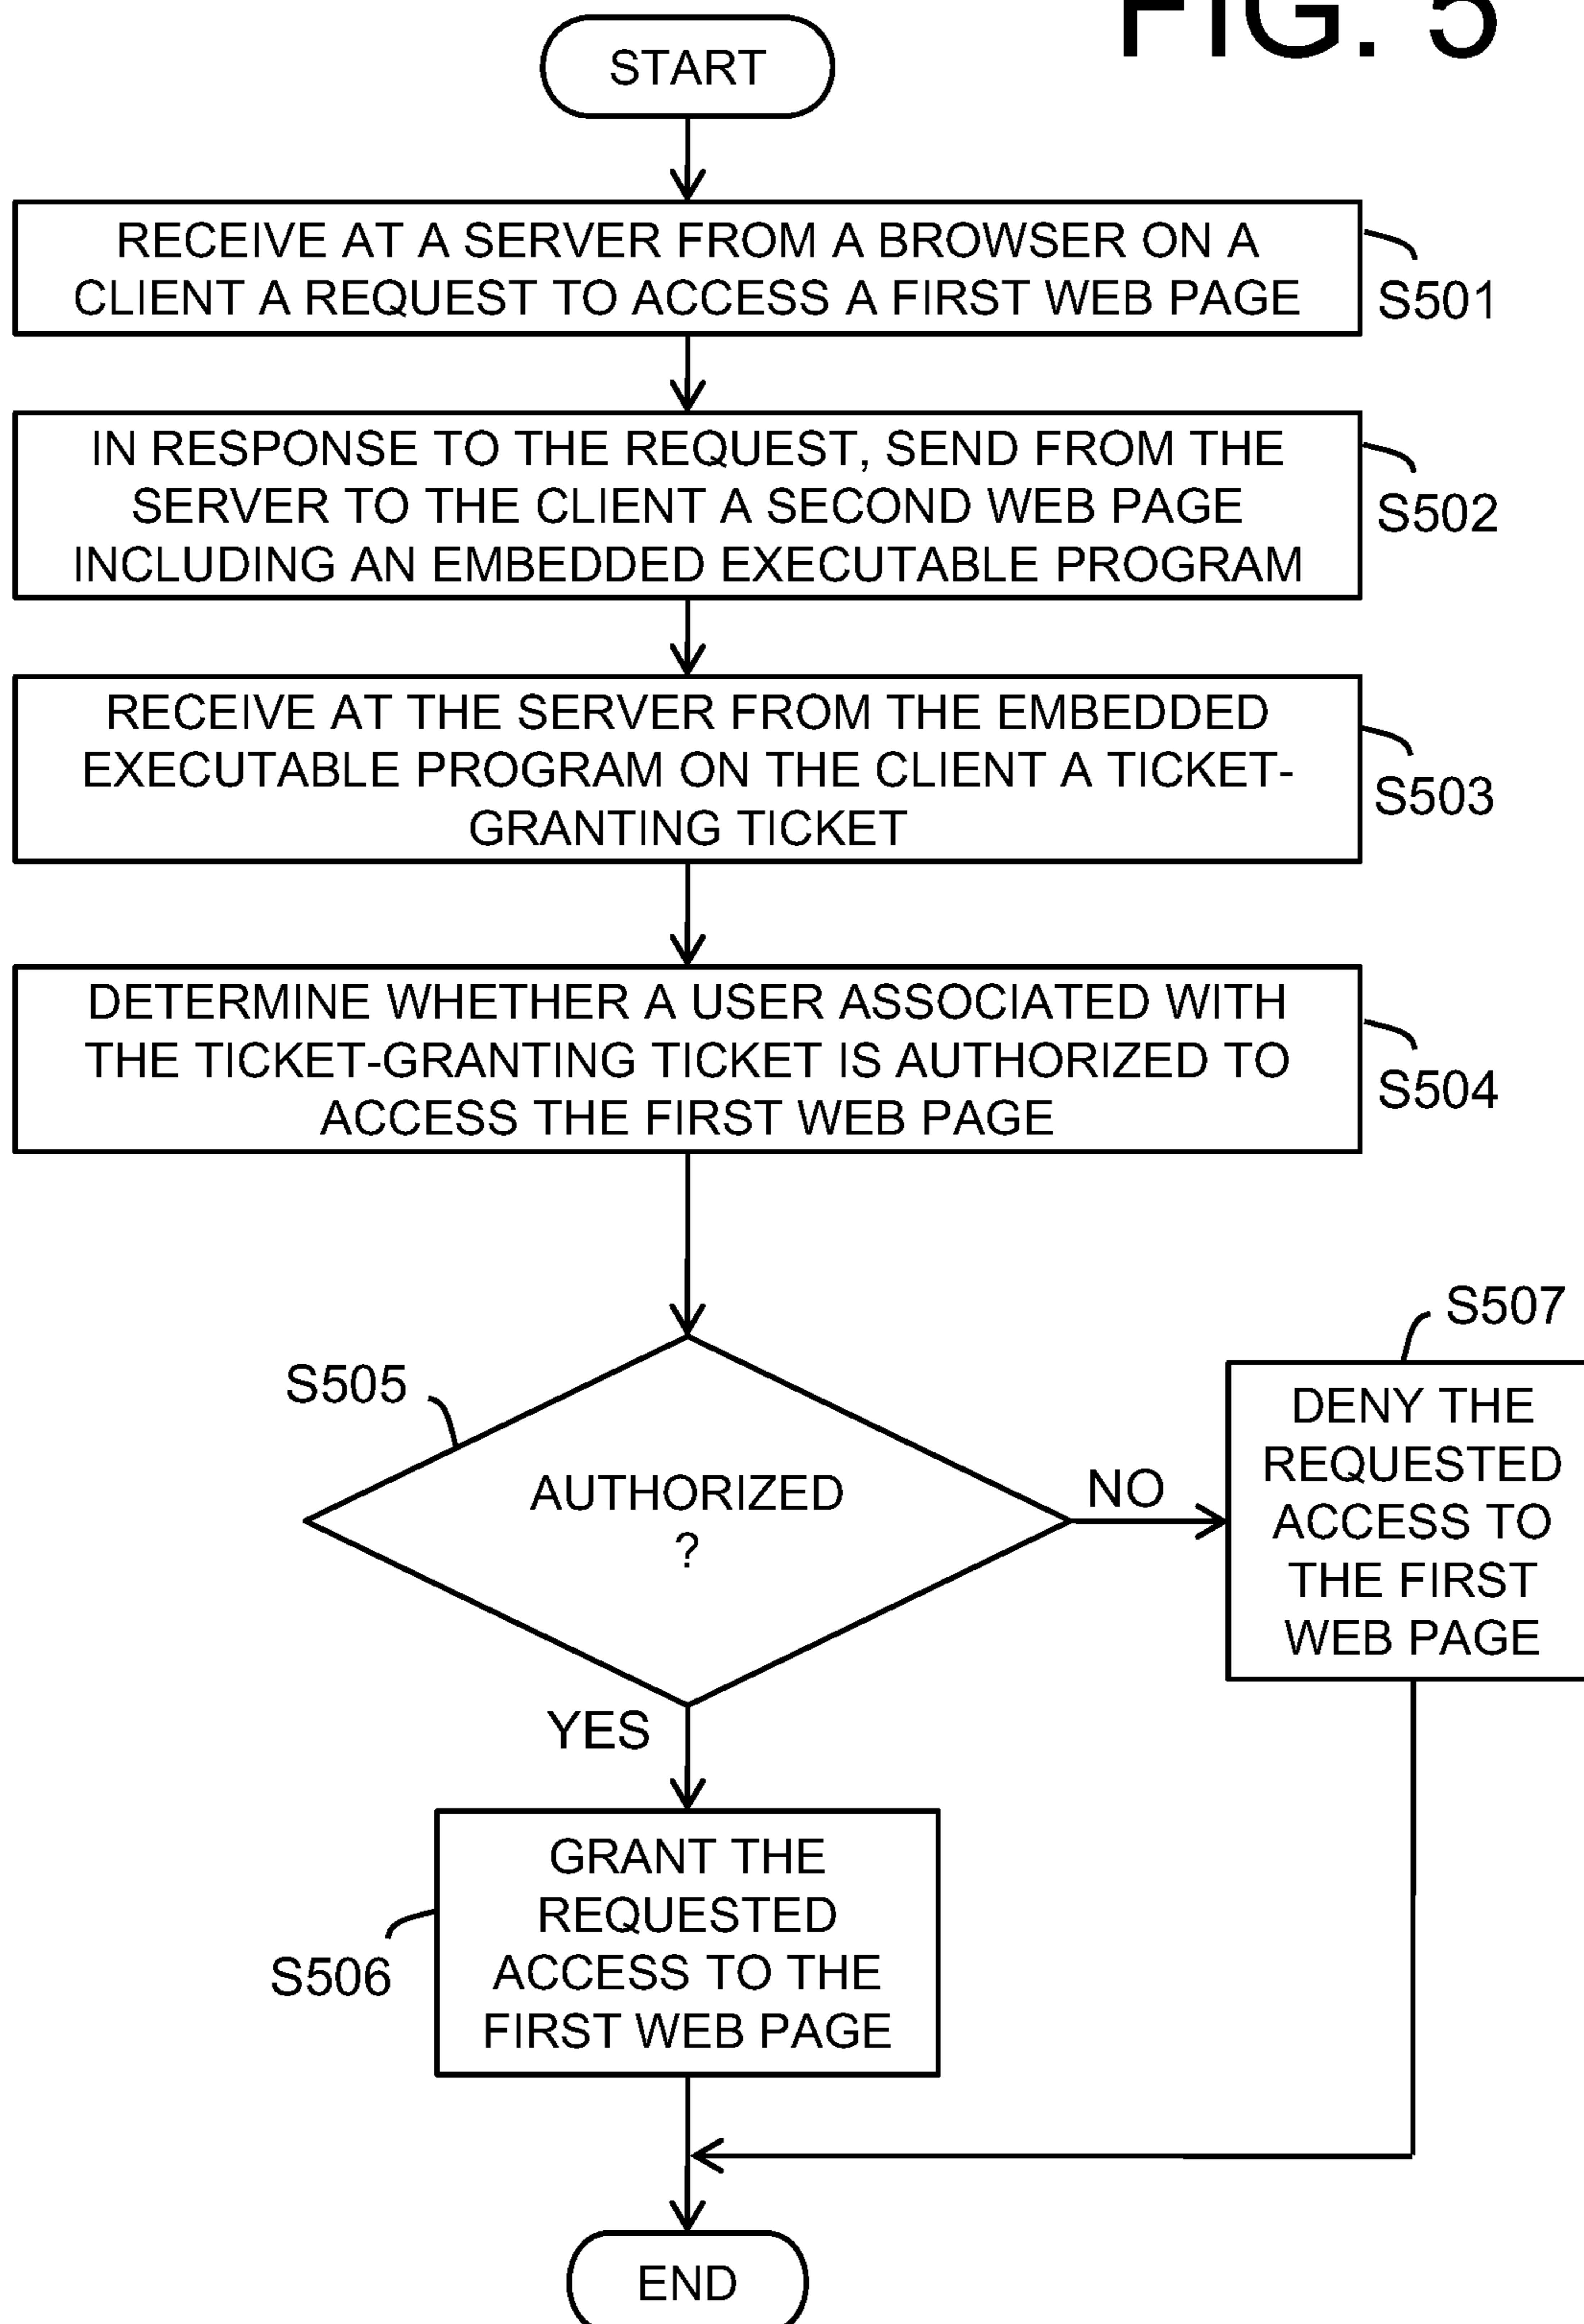 FIG. 5
START
RECEIVE AT A SERVER FROM A BROWSER ON A
CLIENT A REQUEST TO ACCESS A FIRST WEB PAGE
S501
IN RESPONSE TO THE REQUEST, SEND FROM THE
SERVER TO THE CLIENT A SECOND WEB PAGE
INCLUDING AN EMBEDDED EXECUTABLE PROGRAM
S502
RECEIVE AT THE SERVER FROM THE EMBEDDED
EXECUTABLE PROGRAM ON THE CLIENT A TICKET-
GRANTING TICKET
S503
DETERMINE WHETHER A USER ASSOCIATED WITH
THE TICKET-GRANTING TICKET IS AUTHORIZED TO
ACCESS THE FIRST WEB PAGE
S504
S505
AUTHORIZED
?
NO
S507
DENY THE
REQUESTED
ACCESS TO
THE FIRST
WEB PAGE
YES
GRANT THE
REQUESTED
ACCESS TO THE
FIRST WEB PAGE
S506
END